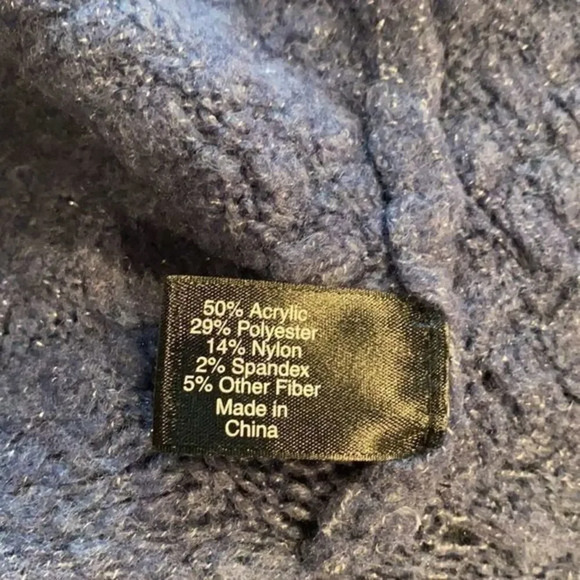 50% Acrylic
29% Polyester
14% Nylon
2% Spandex
5% Other Fiber
Made in
China